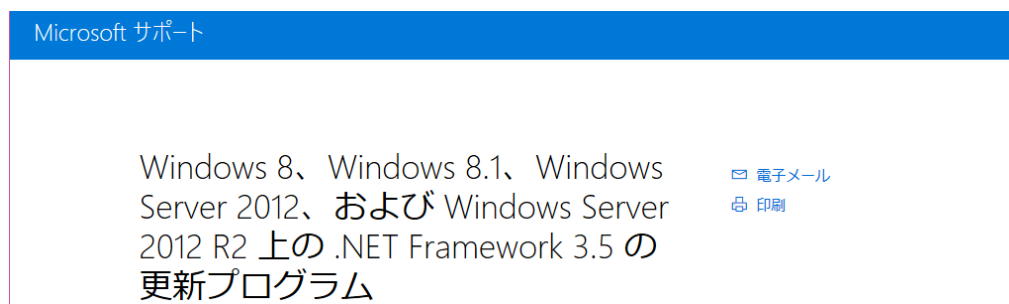 Microsoft サポート
Windows 8、Windows 8.1、Windows
Server 2012、および Windows Server
2012 R2 上の .NET Framework 3.5 の
更新プログラム
電子メール
印刷